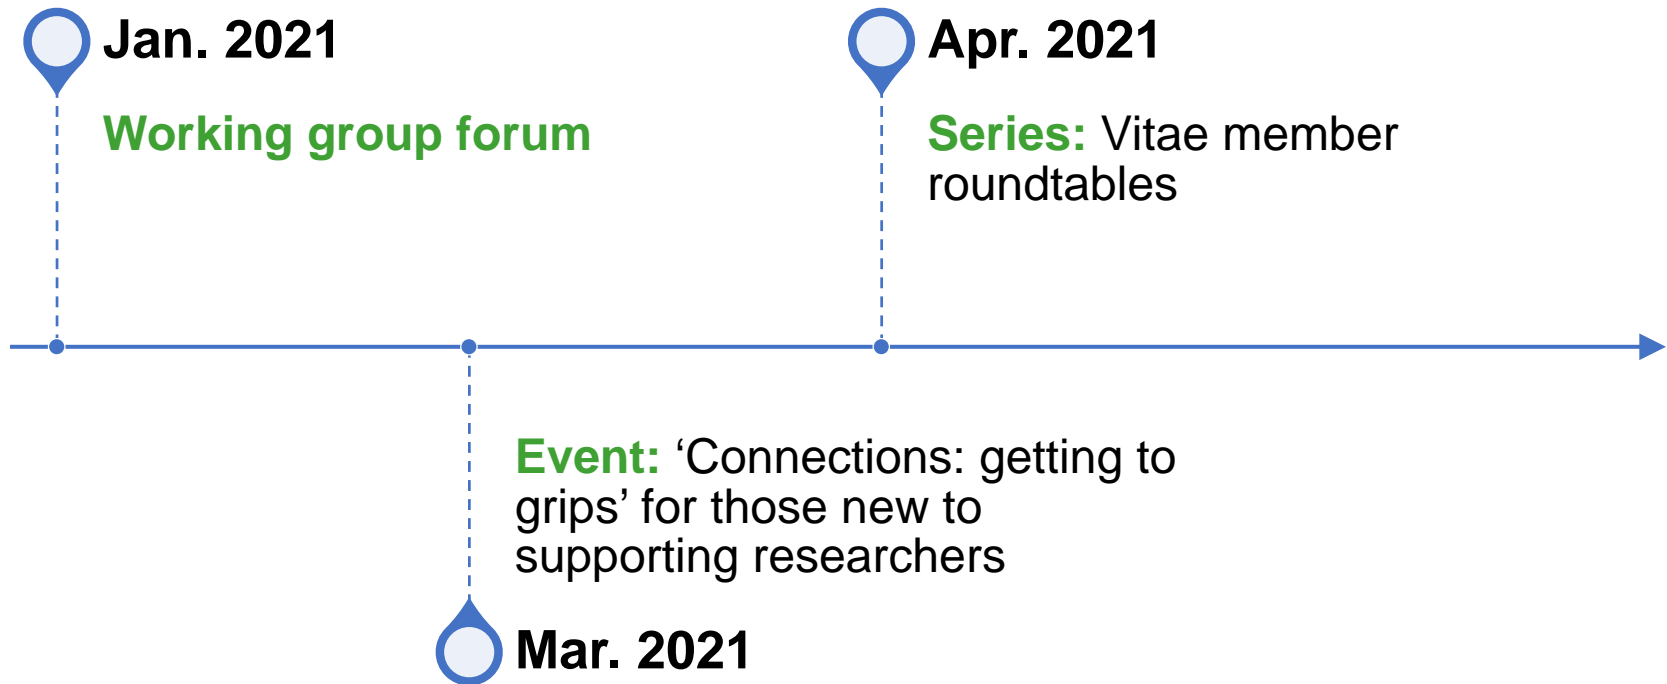 Jan. 2021
Working group forum
Apr. 2021
Series: Vitae member
roundtables
Event: ‘Connections: getting to
grips’ for those new to
supporting researchers
Mar. 2021